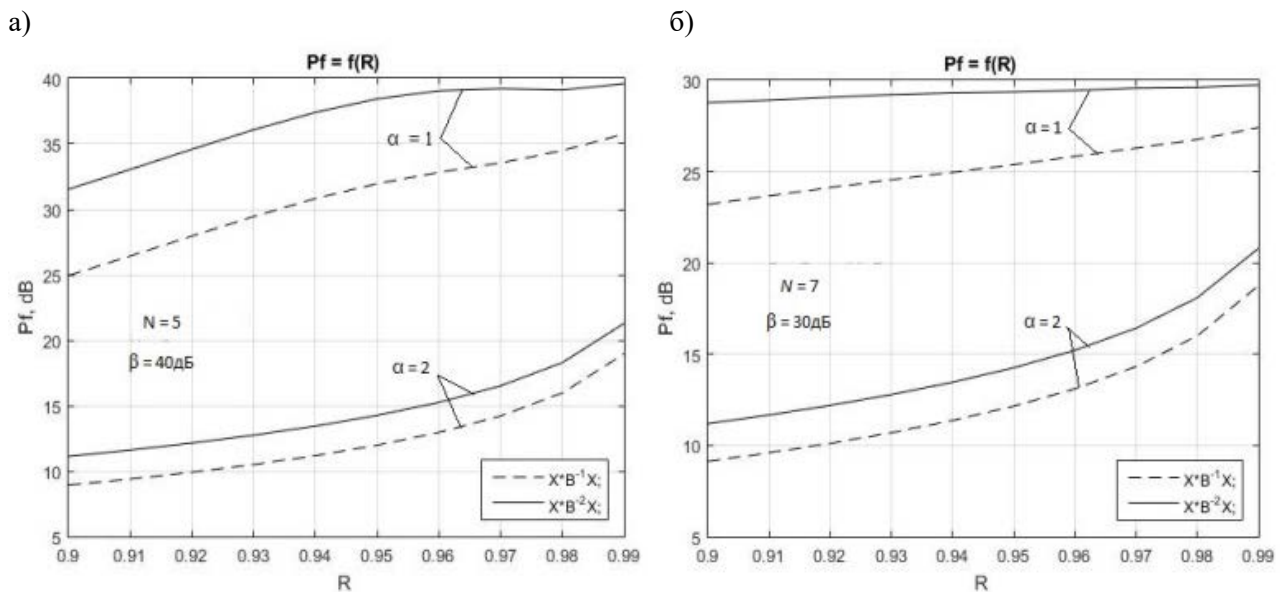 а)
Pf = f(R)
Pf, dB
40
35
30
25
20
15
10
5
α = 1
N = 5
β = 40дБ
α = 2
X*B⁻¹X;
X*B⁻²X;
0.9 0.91 0.92 0.93 0.94 0.95 0.96 0.97 0.98 0.99
R
б)
Pf = f(R)
Pf, dB
30
25
20
15
10
5
α = 1
N = 7
β = 30дБ
α = 2
X*B⁻¹X;
X*B⁻²X;
0.9 0.91 0.92 0.93 0.94 0.95 0.96 0.97 0.98 0.99
R